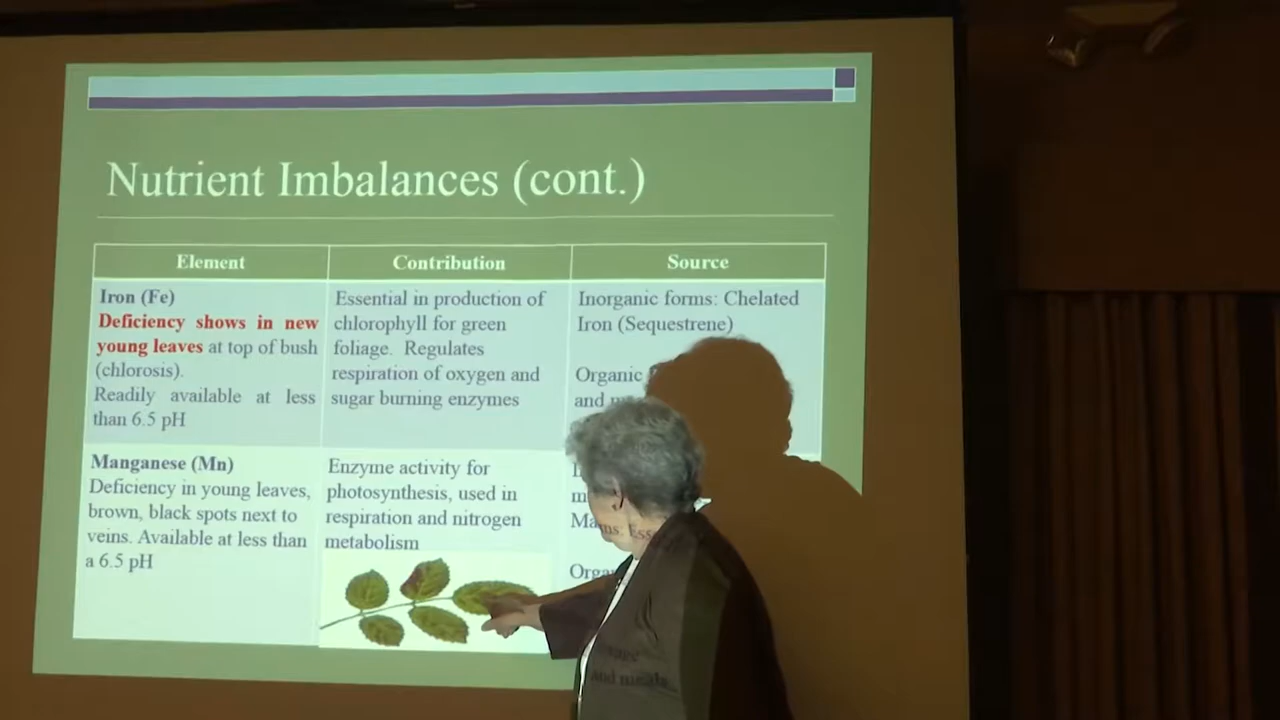 Nutrient Imbalances (cont.)
Element
Contribution
Source
Iron (Fe)
Deficiency shows in new
young leaves at top of bush
(chlorosis).
Readily available at less
than 6.5 pH
Essential in production of
chlorophyll for green
foliage. Regulates
respiration of oxygen and
sugar burning enzymes
Inorganic forms: Chelated
Iron (Sequestrene)
Organic
and
Manganese (Mn)
Deficiency in young leaves,
brown, black spots next to
veins. Available at less than
a 6.5 pH
Enzyme activity for
photosynthesis, used in
respiration and nitrogen
metabolism
and metals